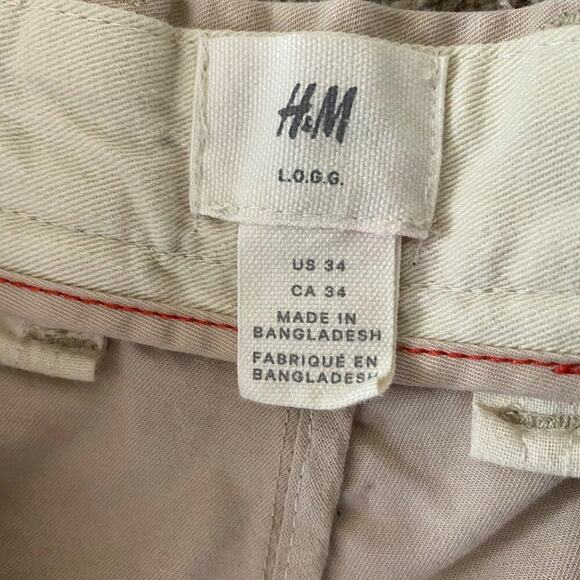 H&M
L.O.G.G.
US 34
CA 34
MADE IN
BANGLADESH
FABRIQUÉ EN
BANGLADESH